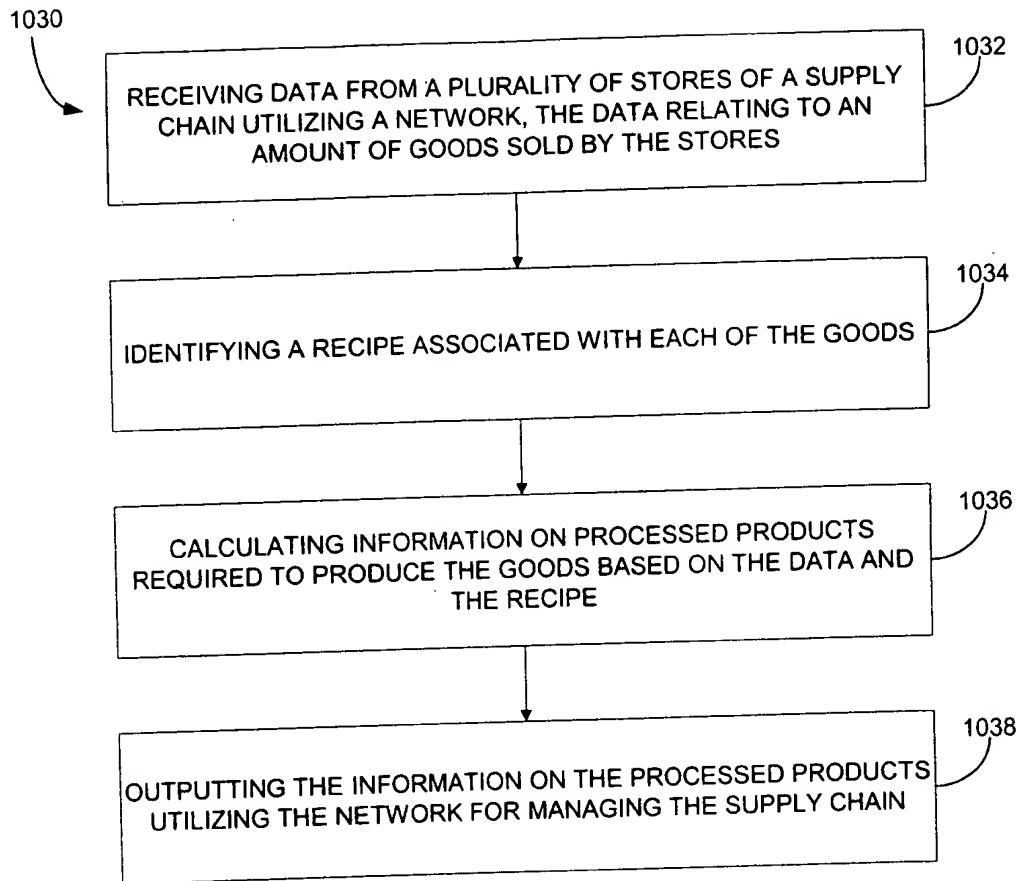 1030
RECEIVING DATA FROM A PLURALITY OF STORES OF A SUPPLY
CHAIN UTILIZING A NETWORK, THE DATA RELATING TO AN
AMOUNT OF GOODS SOLD BY THE STORES
1032
IDENTIFYING A RECIPE ASSOCIATED WITH EACH OF THE GOODS
1034
CALCULATING INFORMATION ON PROCESSED PRODUCTS
REQUIRED TO PRODUCE THE GOODS BASED ON THE DATA AND
THE RECIPE
1036
OUTPUTTING THE INFORMATION ON THE PROCESSED PRODUCTS
UTILIZING THE NETWORK FOR MANAGING THE SUPPLY CHAIN
1038